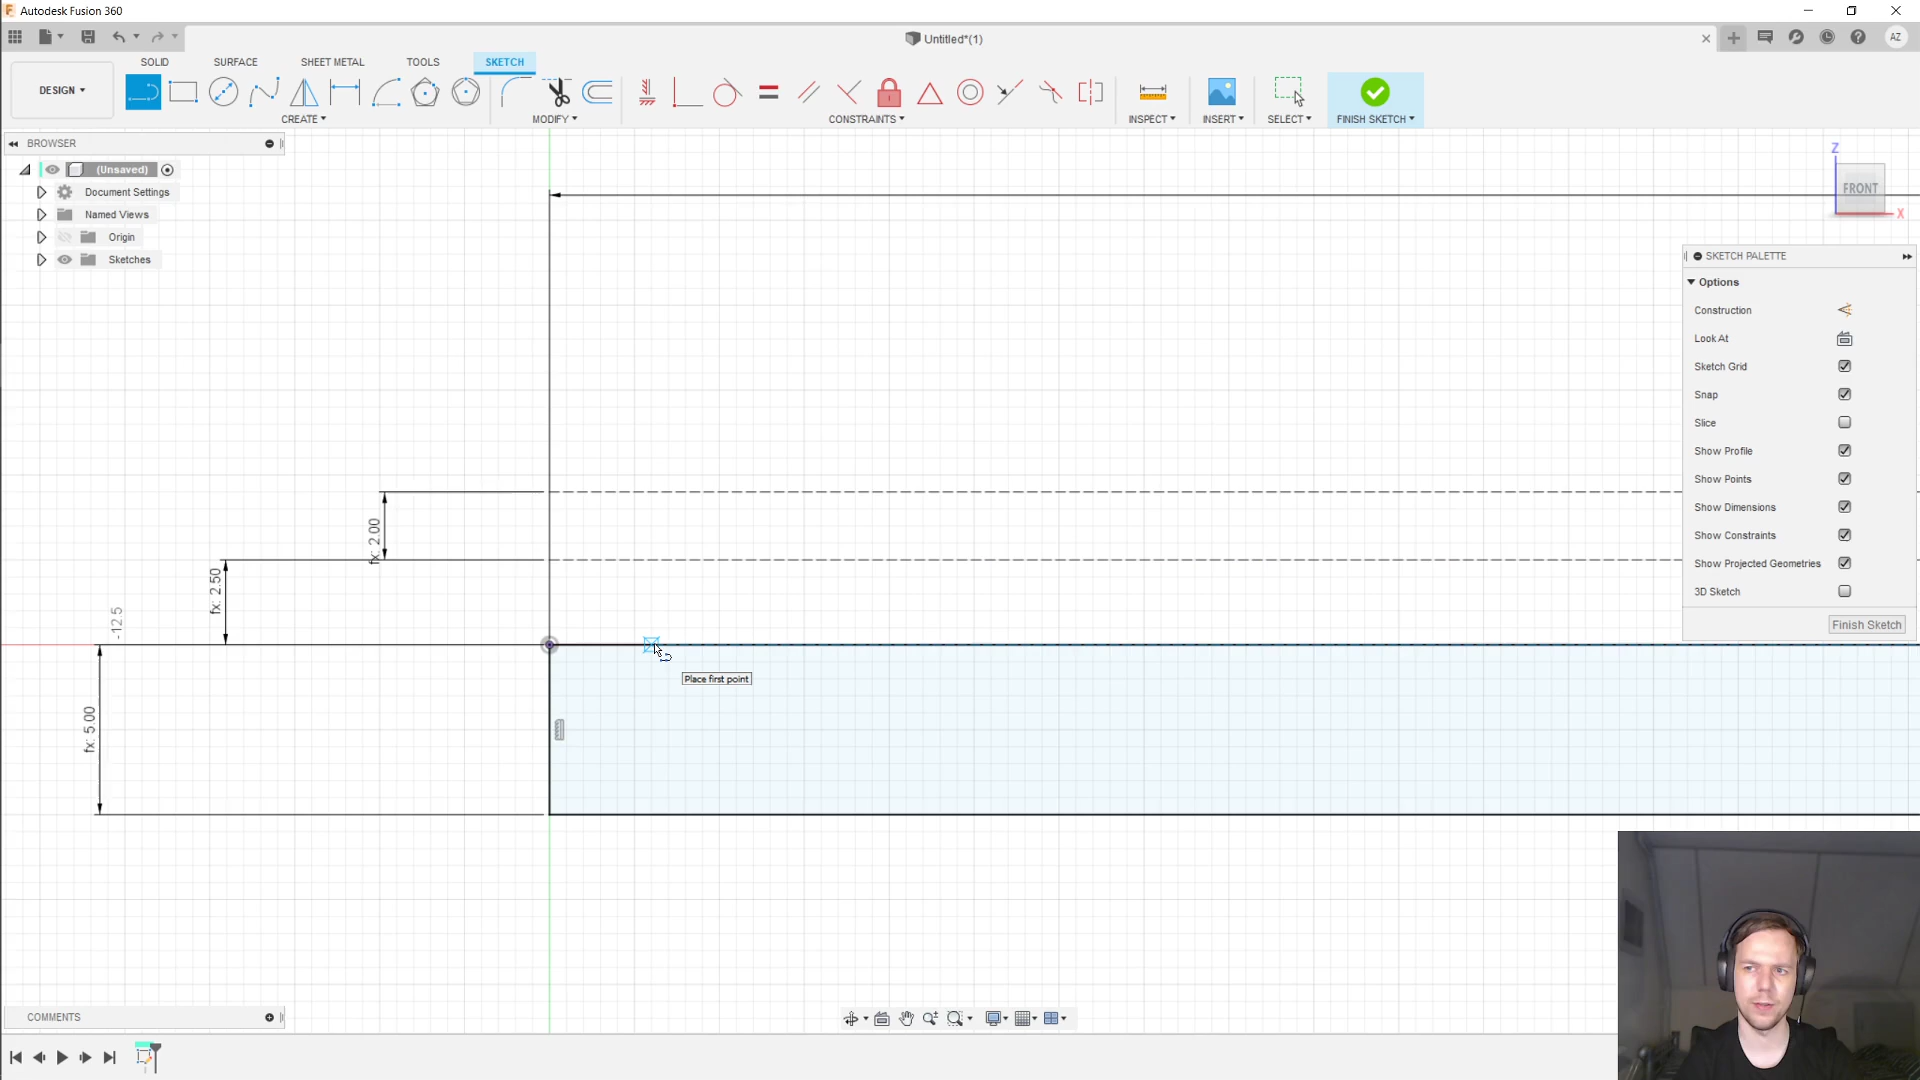 Autodesk Fusion 360
Untitled*(1)
AZ
SOLID SURFACE SHEET METAL TOOLS SKETCH
DESIGN
CREATE MODIFY CONSTRAINTS INSPECT INSERT SELECT FINISH SKETCH
BROWSER
(Unsaved)
Document Settings
Named Views
Origin
Sketches
Z
FRONT
X
SKETCH PALETTE
Options
Construction
Look At
Sketch Grid
Snap
Slice
Show Profile
Show Points
Show Dimensions
Show Constraints
Show Projected Geometries
3D Sketch
Finish Sketch
fx: 2.00
fx: 2.50
-12.5
fx: 5.00
Place first point
COMMENTS